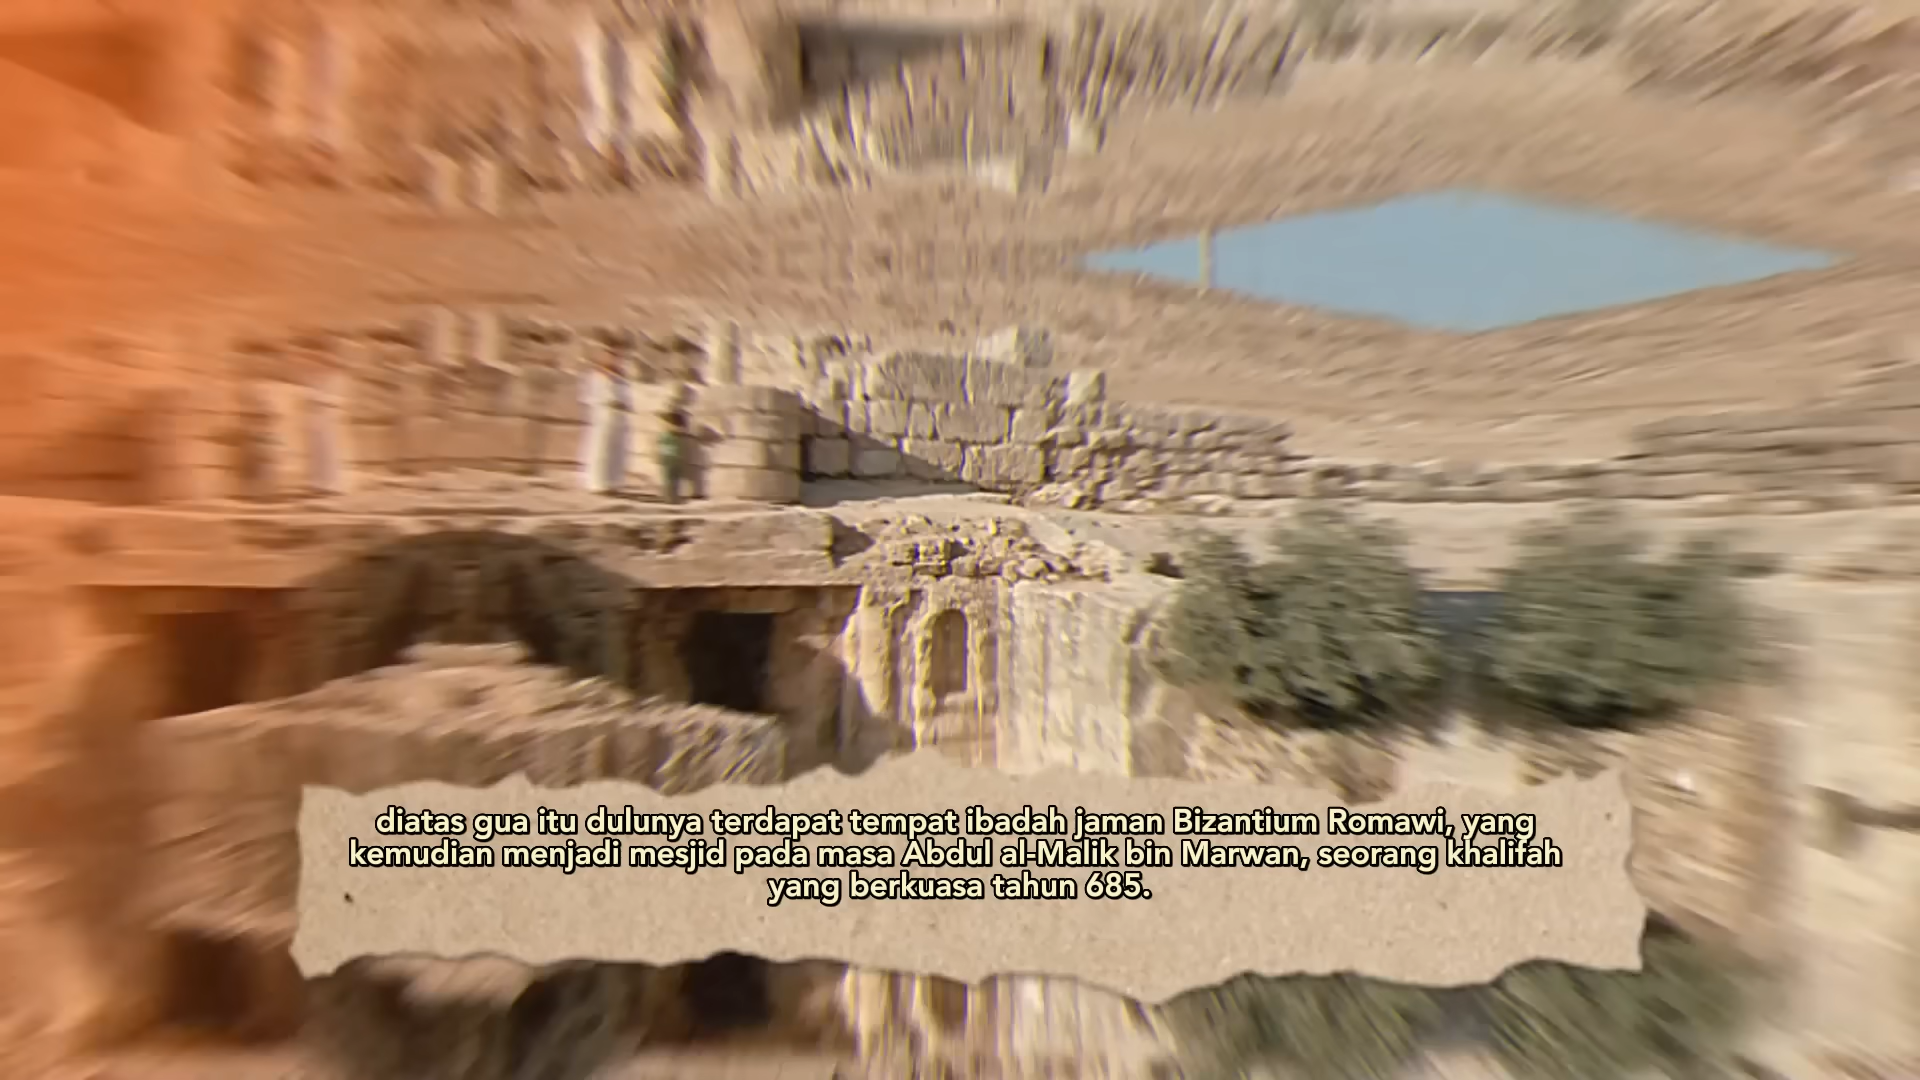 diatas gua itu dulunya terdapat tempat ibadah jaman Bizantium Romawi, yang
kemudian menjadi mesjid pada masa Abdul al-Malik bin Marwan, seorang khalifah
yang berkuasa tahun 685.